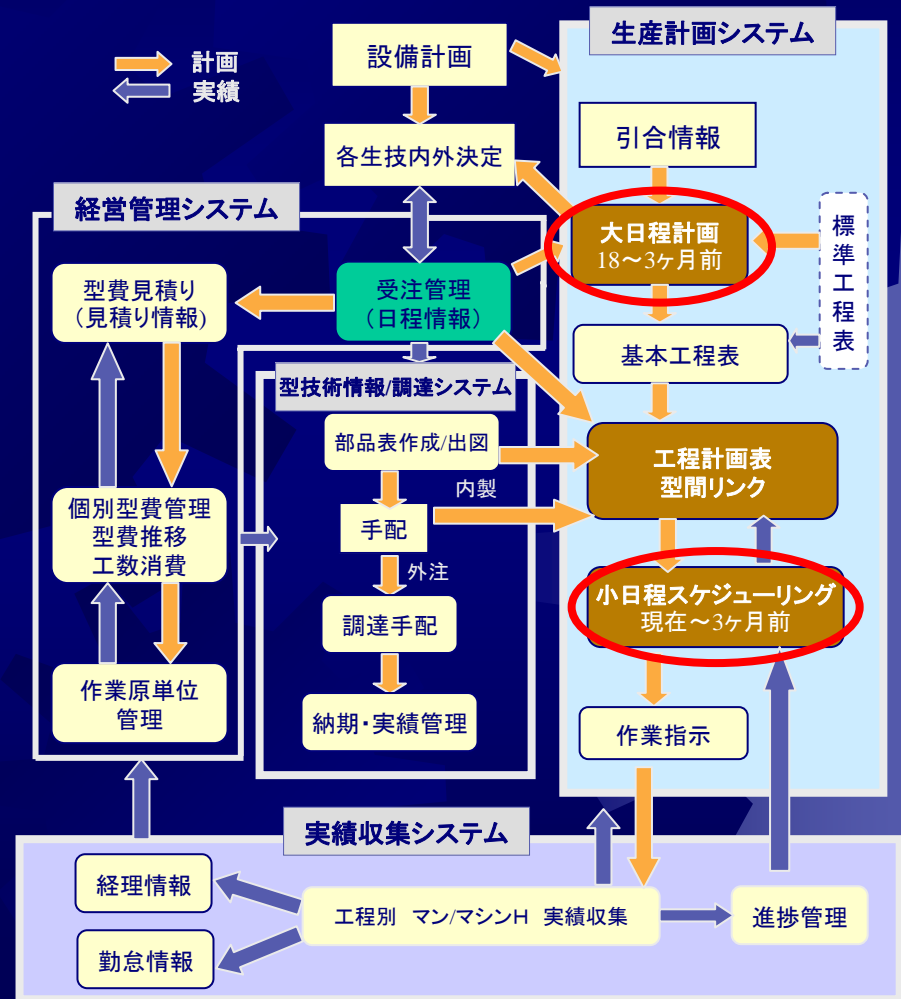 計画
実績
設備計画
各生技内外決定
生産計画システム
引合情報
大日程計画
18～3ヶ月前
標
準
工
程
表
基本工程表
工程計画表
型間リンク
小日程スケジューリング
現在～3ヶ月前
作業指示
経営管理システム
型費見積り
（見積り情報)
受注管理
（日程情報）
個別型費管理
型費推移
工数消費
作業原単位
管理
型技術情報/調達システム
部品表作成/出図
内製
手配
外注
調達手配
納期・実績管理
実績収集システム
経理情報
勤怠情報
工程別 マン/マシンH 実績収集
進捗管理